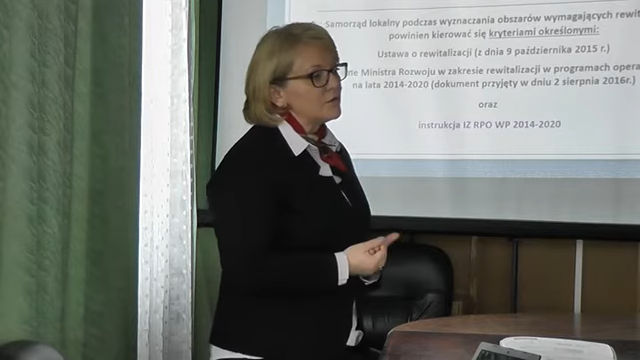 Samorząd lokalny podczas wyznaczania obszarów wymagających
powinien kierować się kryteriami określonymi:
Ustawa o rewitalizacji (z dnia 9 października 2015 r.)
Ministra Rozwoju w zakresie rewitalizacji w programach
na lata 2014-2020 (dokument przyjęty w dniu 2 sierpnia 2016r.)
oraz
instrukcja IZ RPO WP 2014-2020